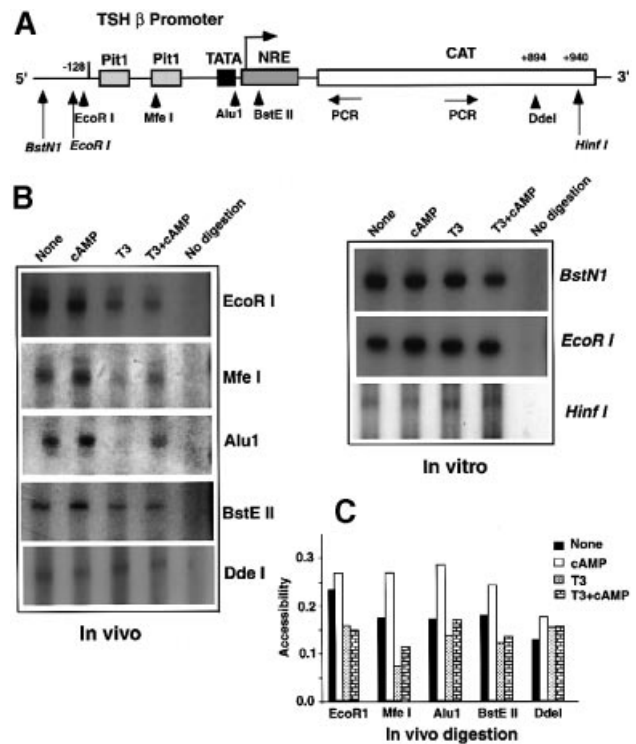 A
TSH β Promoter
-128
Pit1
Pit1
TATA
NRE
CAT
+894
+940
5'
3'
EcoR I
Mfe I
Alu1
BstE II
PCR
PCR
DdeI
BstN1
EcoR I
Hinf I
B
None
cAMP
T3
T3+cAMP
No digestion
EcoR I
Mfe I
Alu1
BstE II
Dde I
In vivo
None
cAMP
T3
T3+cAMP
No digestion
BstN1
EcoR I
Hinf I
In vitro
C
None
cAMP
T3
T3+cAMP
Accessibility
0.3
0.1
0.0
EcoR1
Mfe I
Alu1
BstE II
DdeI
In vivo digestion